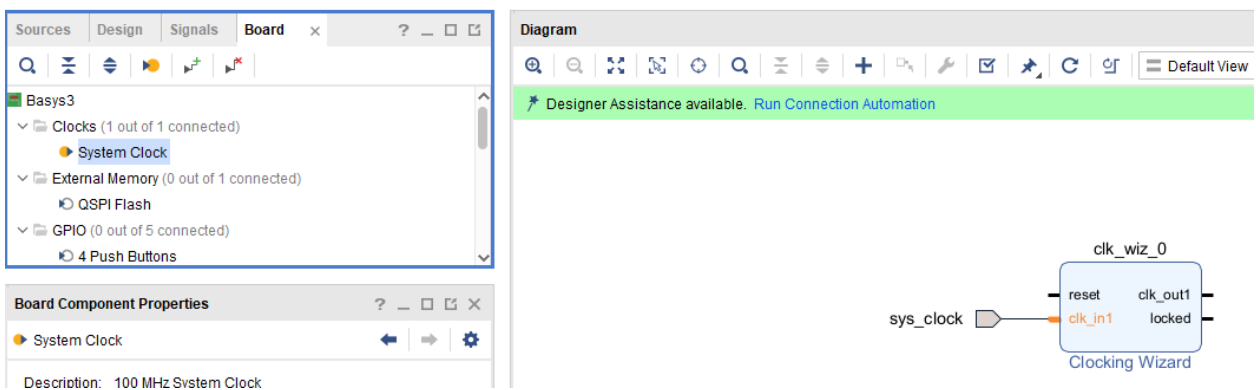 Sources Design Signals Board × ? _
Basys3
Clocks (1 out of 1 connected)
System Clock
External Memory (0 out of 1 connected)
QSPI Flash
GPIO (0 out of 5 connected)
4 Push Buttons
Board Component Properties ? _ ×
System Clock
Description: 100 MHz System Clock
Diagram
Default View
Designer Assistance available. Run Connection Automation
clk_wiz_0
reset clk_out1
sys_clock clk_in1 locked
Clocking Wizard